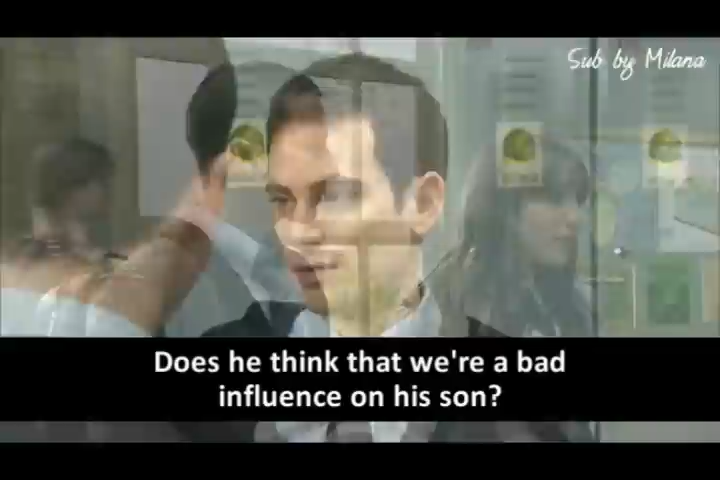 Sub by Milana
Does he think that we're a bad
influence on his son?